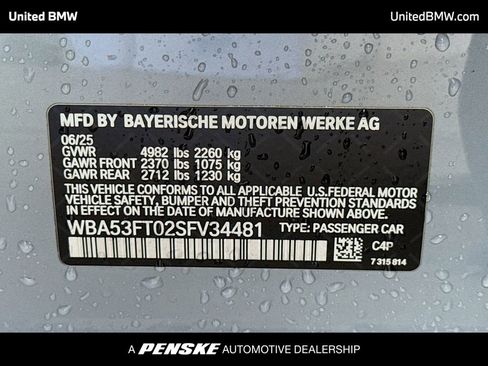 United BMW UnitedBMW.com
MFD BY BAYERISCHE MOTOREN WERKE AG
06/25
GVWR 4982 lbs 2260 kg
GAWR FRONT 2370 lbs 1075 kg
GAWR REAR 2712 lbs 1230 kg
THIS VEHICLE CONFORMS TO ALL APPLICABLE U.S.FEDERAL MOTOR
VEHICLE SAFETY, BUMPER AND THEFT PREVENTION STANDARDS
IN EFFECT ON THE DATE OF MANUFACTURE SHOWN ABOVE.
WBA53FT02SFV34481 TYPE: PASSENGER CAR
C4P
7315814
A PENSKE AUTOMOTIVE DEALERSHIP